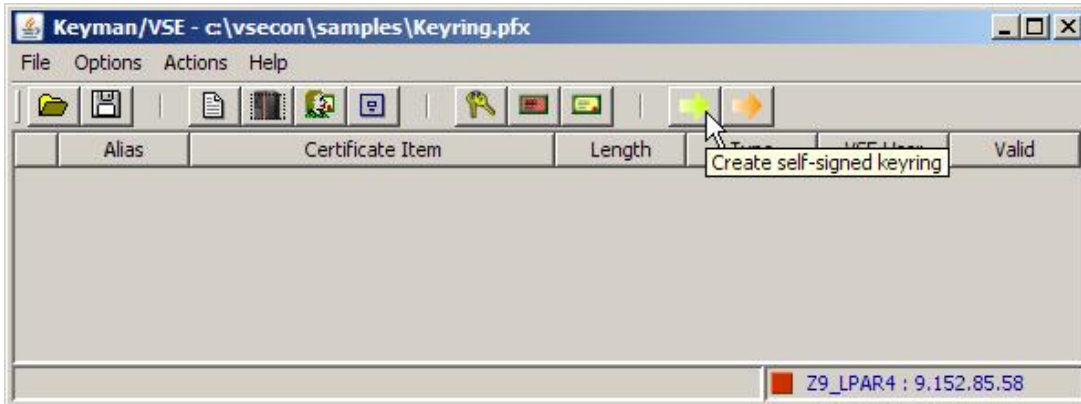 Keyman/VSE - c:\vsecon\samples\Keyring.pfx
File Options Actions Help
Alias Certificate Item Length Valid
Create self-signed keyring
Z9_LPAR4 : 9.152.85.58